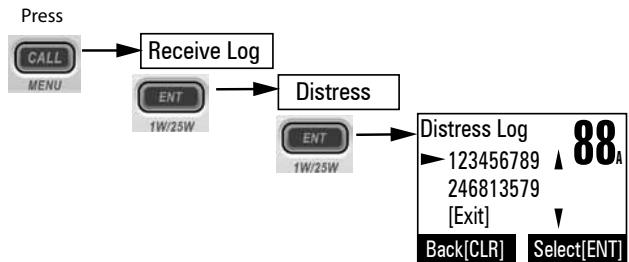 Press
CALL
MENU
Receive Log
ENT
1W/25W
Distress
ENT
1W/25W
Distress Log
88A
123456789
246813579
[Exit]
Back[CLR] Select[ENT]